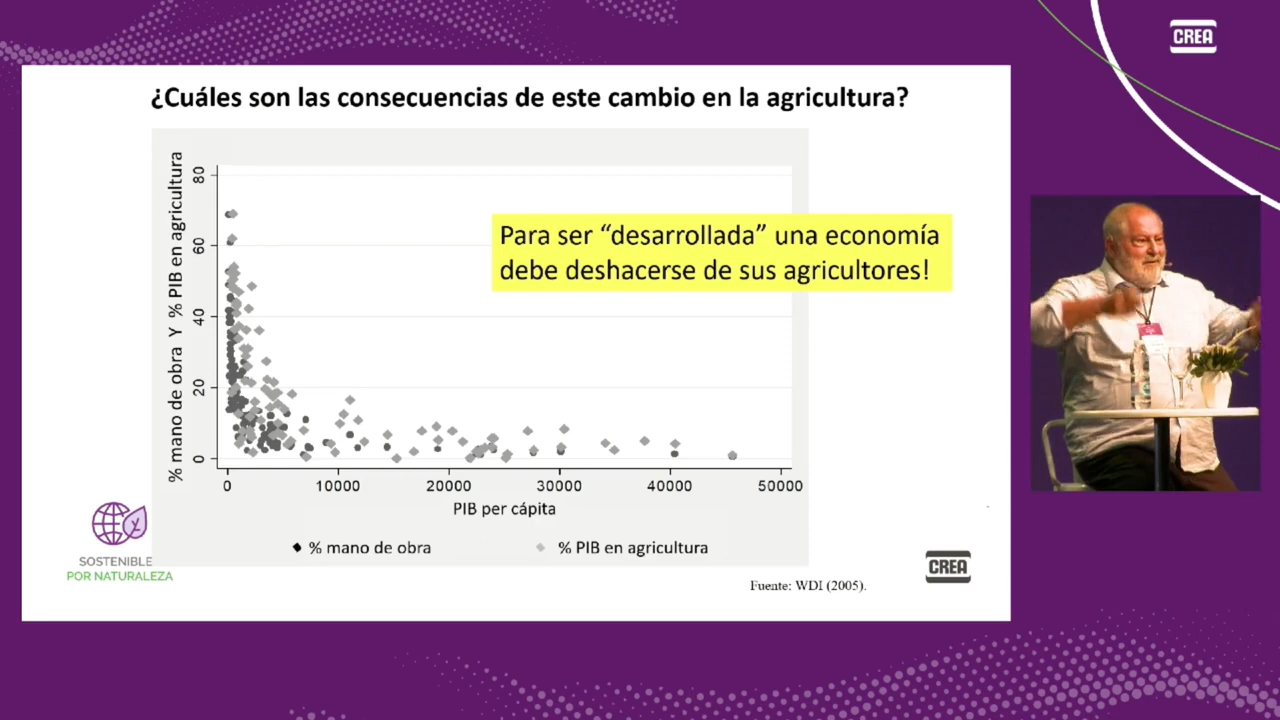 CREA
¿Cuáles son las consecuencias de este cambio en la agricultura?
% mano de obra Y % PIB en agricultura
80
60
40
20
0
Para ser “desarrollada” una economía
debe deshacerse de sus agricultores!
0 10000 20000 30000 40000 50000
PIB per cápita
% mano de obra % PIB en agricultura
SOSTENIBLE
POR NATURALEZA
CREA
Fuente: WDI (2005).